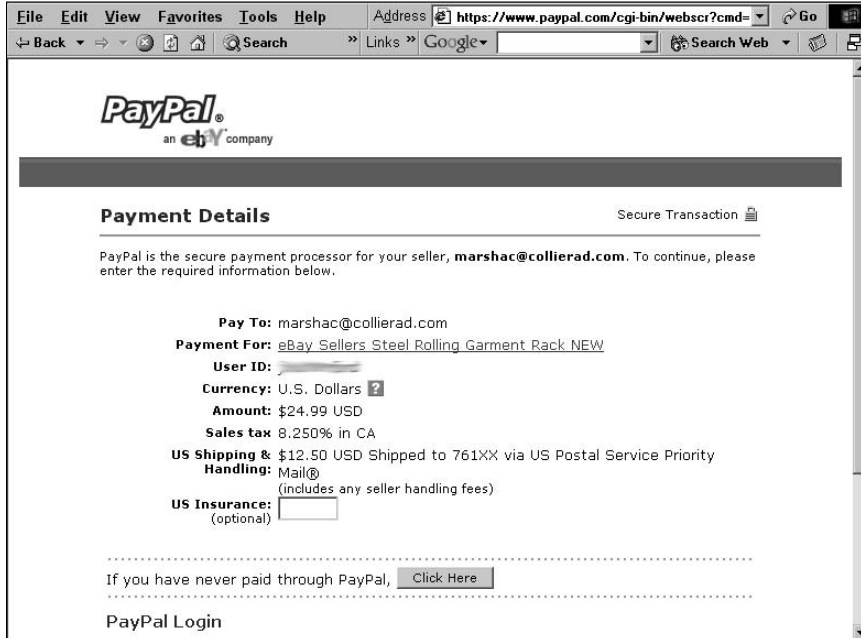 File Edit View Favorites Tools Help Address https://www.paypal.com/cgi-bin/webscr?cmd= Go
Back Search » Links » Google Search Web
PayPal®
an ebY company
Payment Details Secure Transaction
PayPal is the secure payment processor for your seller, marshac@collierad.com. To continue, please
enter the required information below.
Pay To: marshac@collierad.com
Payment For: eBay Sellers Steel Rolling Garment Rack NEW
User ID:
Currency: U.S. Dollars ?
Amount: $24.99 USD
Sales tax 8.250% in CA
US Shipping & $12.50 USD Shipped to 761XX via US Postal Service Priority
Handling: Mail®
(includes any seller handling fees)
US Insurance:
(optional)
If you have never paid through PayPal, Click Here
PayPal Login